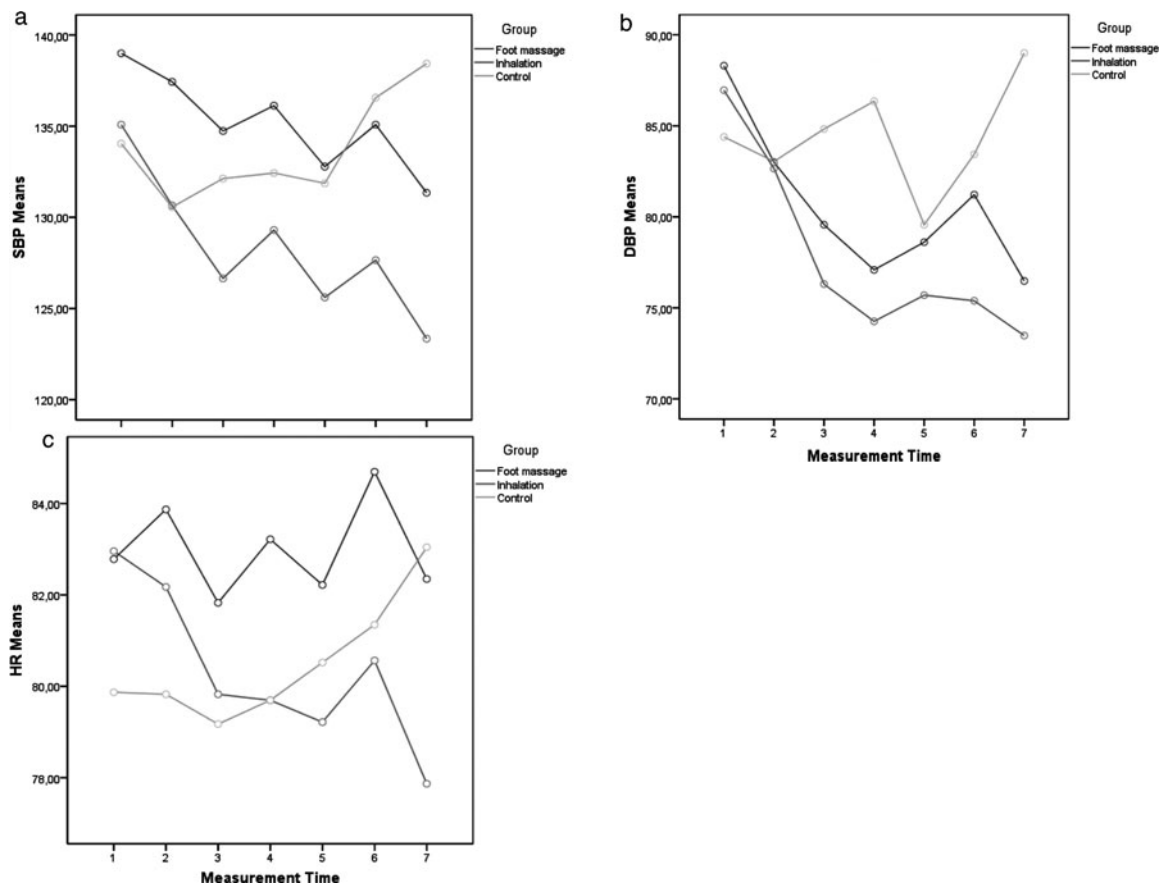 a
Group
Foot massage
Inhalation
Control
140,00
135,00
130,00
125,00
120,00
SBP Means
b
Group
Foot massage
Inhalation
Control
90,00
85,00
80,00
75,00
70,00
DBP Means
1 2 3 4 5 6 7
Measurement Time
c
Group
Foot massage
Inhalation
Control
84,00
82,00
80,00
78,00
HR Means
1 2 3 4 5 6 7
Measurement Time